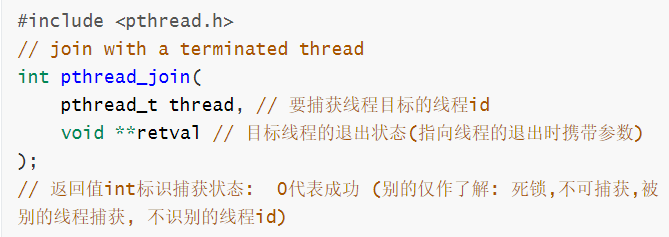 #include <pthread.h>
// join with a terminated thread
int pthread_join(
    pthread_t thread, // 要捕获线程目标的线程id
    void **retval // 目标线程的退出状态(指向线程的退出时携带参数)
);
// 返回值int标识捕获状态:  0代表成功 (别的仅作了解: 死锁,不可捕获,被
别的线程捕获, 不识别的线程id)